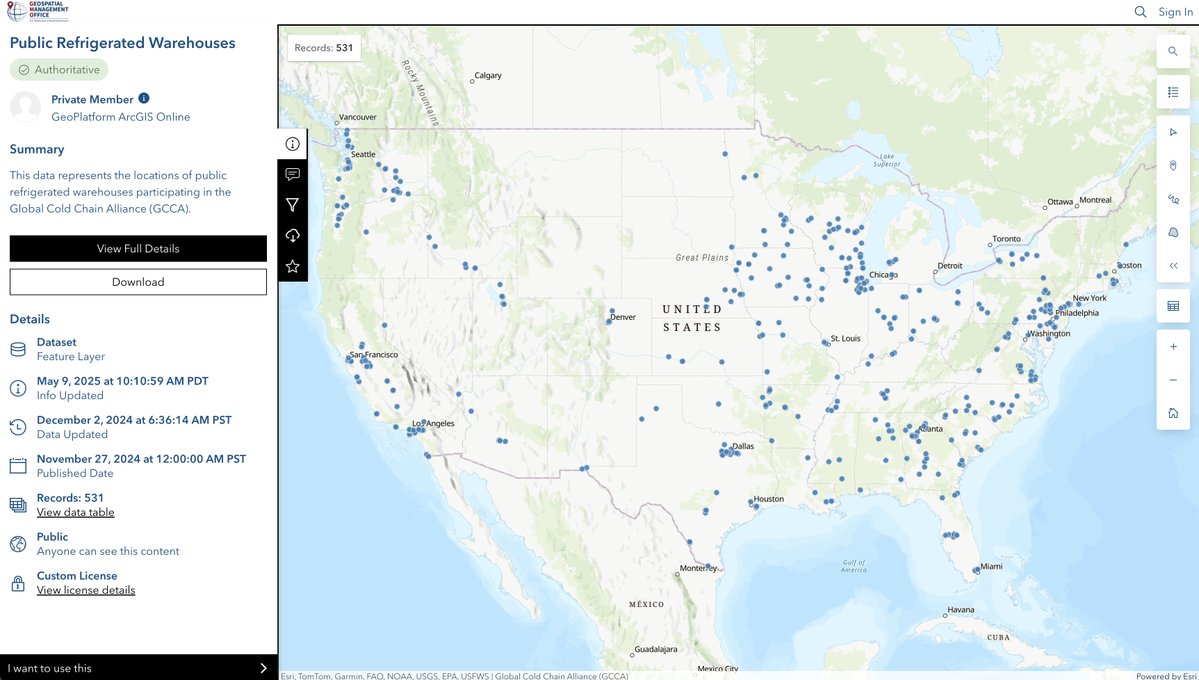 GEOSPATIAL
MANAGEMENT
OFFICE
Sign In
Public Refrigerated Warehouses
Authoritative
Private Member
GeoPlatform ArcGIS Online
Summary
This data represents the locations of public
refrigerated warehouses participating in the
Global Cold Chain Alliance (GCCA).
View Full Details
Download
Details
Dataset
Feature Layer
May 9, 2025 at 10:10:59 AM PDT
Info Updated
December 2, 2024 at 6:36:14 AM PST
Data Updated
November 27, 2024 at 12:00:00 AM PST
Published Date
Records: 531
View data table
Public
Anyone can see this content
Custom License
View license details
I want to use this
Records: 531
Rocky Mountains
Calgary
Vancouver
Seattle
Lake
Superior
Ottawa
Montreal
Toronto
Great Plains
Chicago
Detroit
Boston
New York
Philadelphia
Denver
UNITED
STATES
St. Louis
Washington
San Francisco
Los Angeles
Atlanta
Dallas
Houston
Gulf of
America
Miami
Monterrey
MÉXICO
Havana
CUBA
Guadalajara
Mexico City
Esri, TomTom, Garmin, FAO, NOAA, USGS, EPA, USFWS | Global Cold Chain Alliance (GCCA)
Powered by Esri